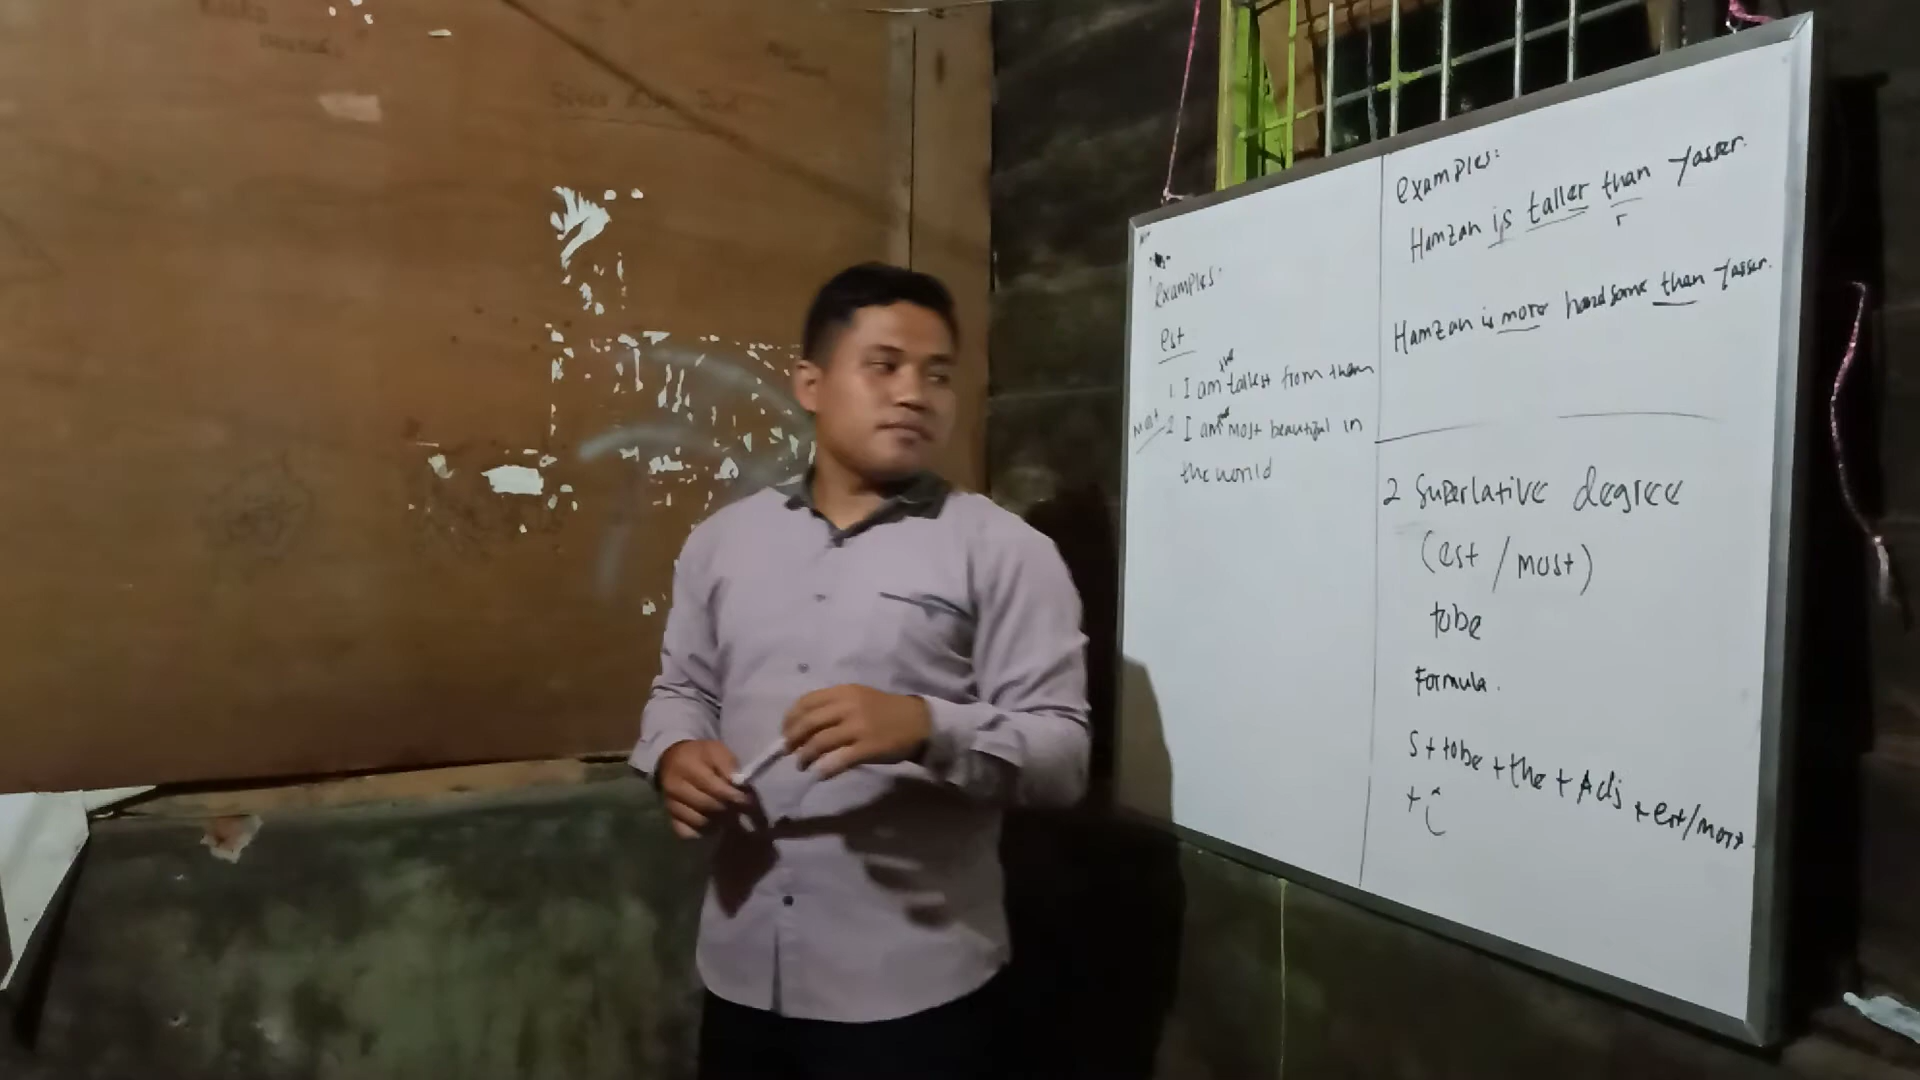 examples:
Hamzah is taller than Yasser.
Hamzah is more handsome than Yasser.
2 Superlative degree
(est / most)
tobe
Formula.
S + tobe + the + Adj + est/most
+ C
examples:
est
1. I am the tallest from them
most 2 I am the most beautiful in
the world